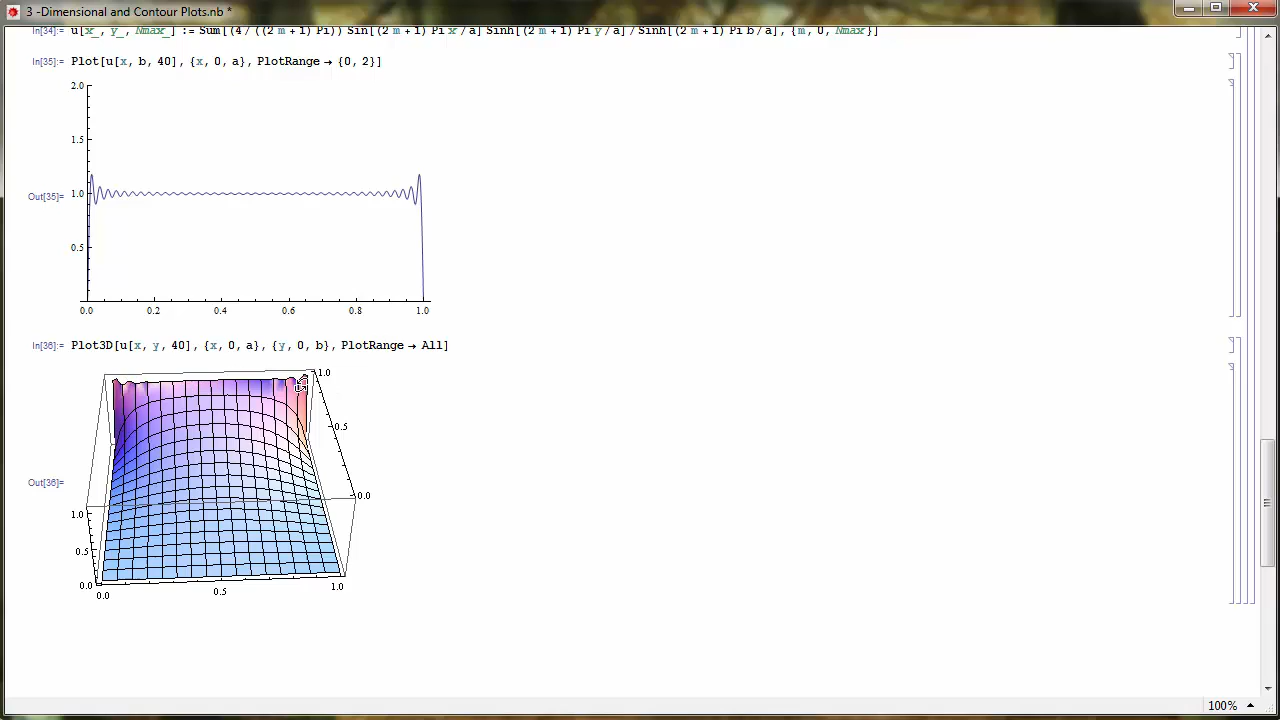 3 -Dimensional and Contour Plots.nb *
In[34]:= u[x_, y_, Nmax_] := Sum[(4 / ((2 m + 1) Pi)) Sin[(2 m + 1) Pi x / a] Sinh[(2 m + 1) Pi y / a] / Sinh[(2 m + 1) Pi b / a], {m, 0, Nmax}]
In[35]:= Plot[u[x, b, 40], {x, 0, a}, PlotRange → {0, 2}]
2.0
1.5
Out[35]= 1.0
0.5
0.0 0.2 0.4 0.6 0.8 1.0
In[36]:= Plot3D[u[x, y, 40], {x, 0, a}, {y, 0, b}, PlotRange → All]
1.0
0.5
Out[36]=
0.0
1.0
0.5
0.0
0.0 0.5 1.0
100%